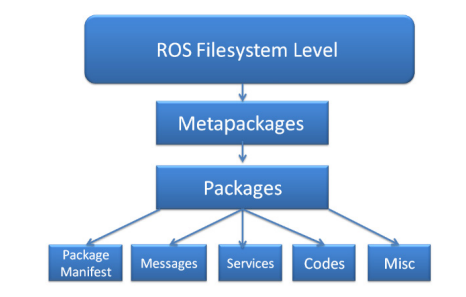 ROS Filesystem Level
Metapackages
Packages
Package
Manifest
Messages
Services
Codes
Misc